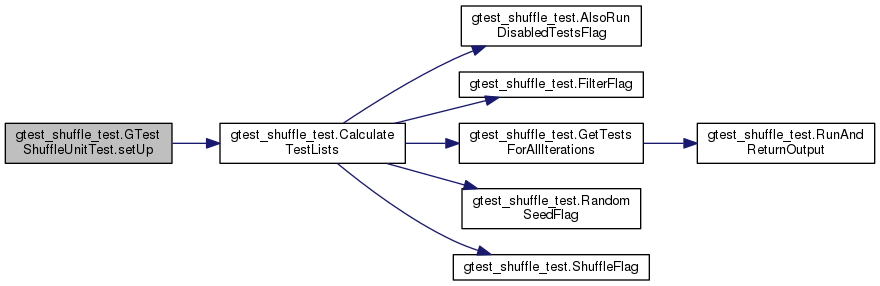 gtest_shuffle_test.GTest
ShuffleUnitTest.setUp
gtest_shuffle_test.Calculate
TestLists
gtest_shuffle_test.AlsoRun
DisabledTestsFlag
gtest_shuffle_test.FilterFlag
gtest_shuffle_test.GetTests
ForAllIterations
gtest_shuffle_test.RunAnd
ReturnOutput
gtest_shuffle_test.Random
SeedFlag
gtest_shuffle_test.ShuffleFlag